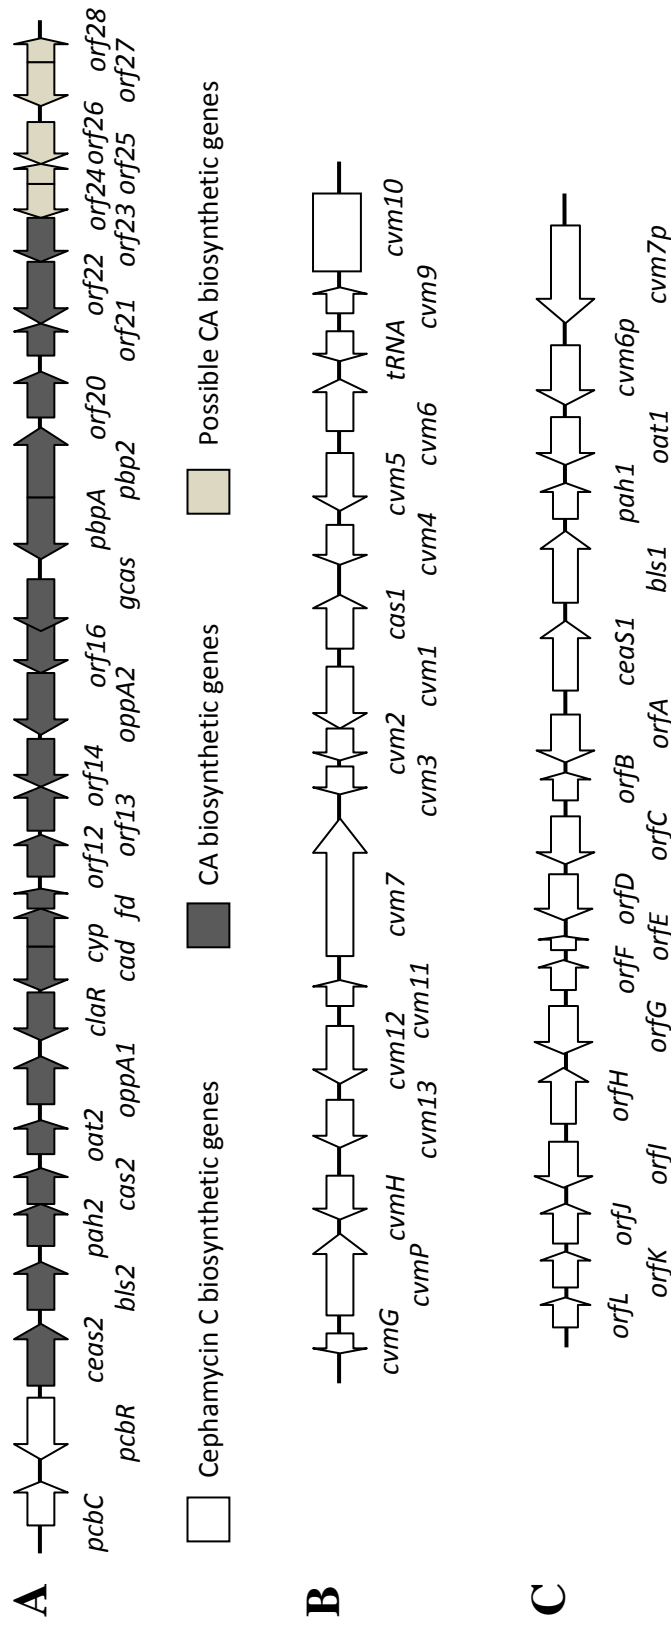 A
pcbC
pcbR
ceas2
bls2
pah2
cas2
oat2
oppA1
claR
cad
cyp
fd
orf12
orf13
orf14
oppA2
orf16
gcas
pbpA
pbp2
orf20
orf21
orf22
orf23
orf24
orf25
orf26
orf27
orf28
Cephamycin C biosynthetic genes
CA biosynthetic genes
Possible CA biosynthetic genes
B
cvmG
cvmP
cvmH
cvm13
cvm12
cvm11
cvm7
cvm3
cvm2
cvm1
cas1
cvm4
cvm5
cvm6
tRNA
cvm9
cvm10
C
orfL
orfK
orfJ
orfI
orfH
orfG
orfF
orfE
orfD
orfC
orfB
orfA
ceaS1
bls1
pah1
oat1
cvm6p
cvm7p